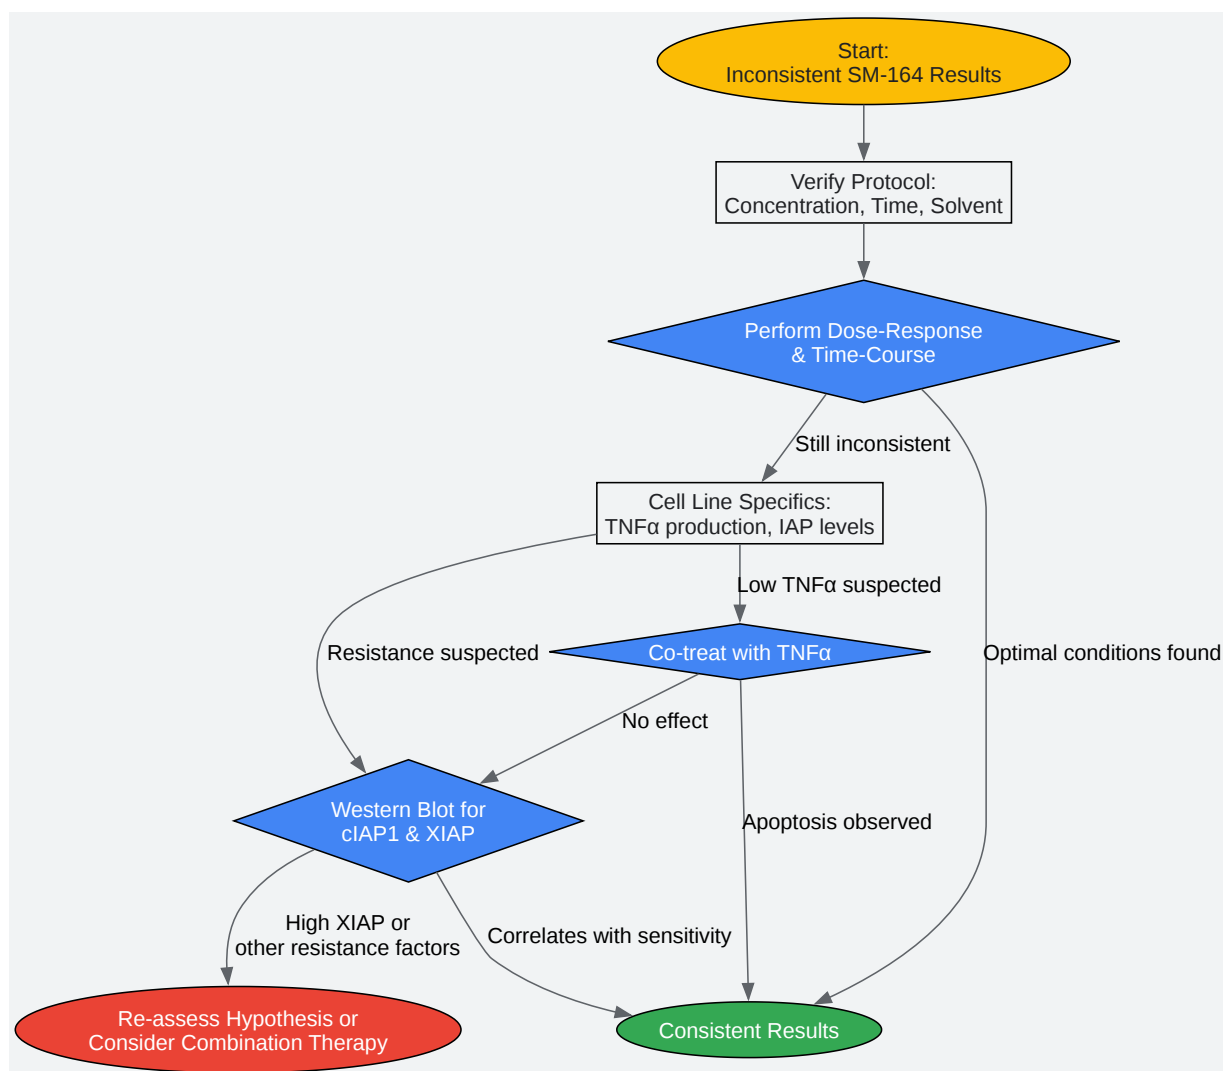 Start:
Inconsistent SM-164 Results
Verify Protocol:
Concentration, Time, Solvent
Perform Dose-Response
& Time-Course
Still inconsistent
Cell Line Specifics:
TNFα production, IAP levels
Low TNFα suspected
Resistance suspected
Co-treat with TNFα
Optimal conditions found
No effect
Western Blot for
cIAP1 & XIAP
Apoptosis observed
High XIAP or
other resistance factors
Correlates with sensitivity
Re-assess Hypothesis or
Consider Combination Therapy
Consistent Results